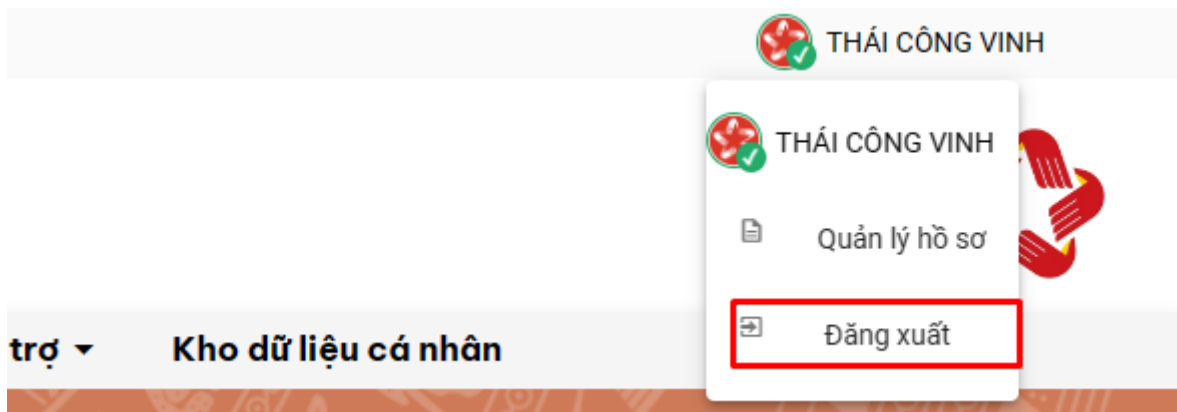 THÁI CÔNG VINH
THÁI CÔNG VINH
Quản lý hồ sơ
Đăng xuất
trợ Kho dữ liệu cá nhân